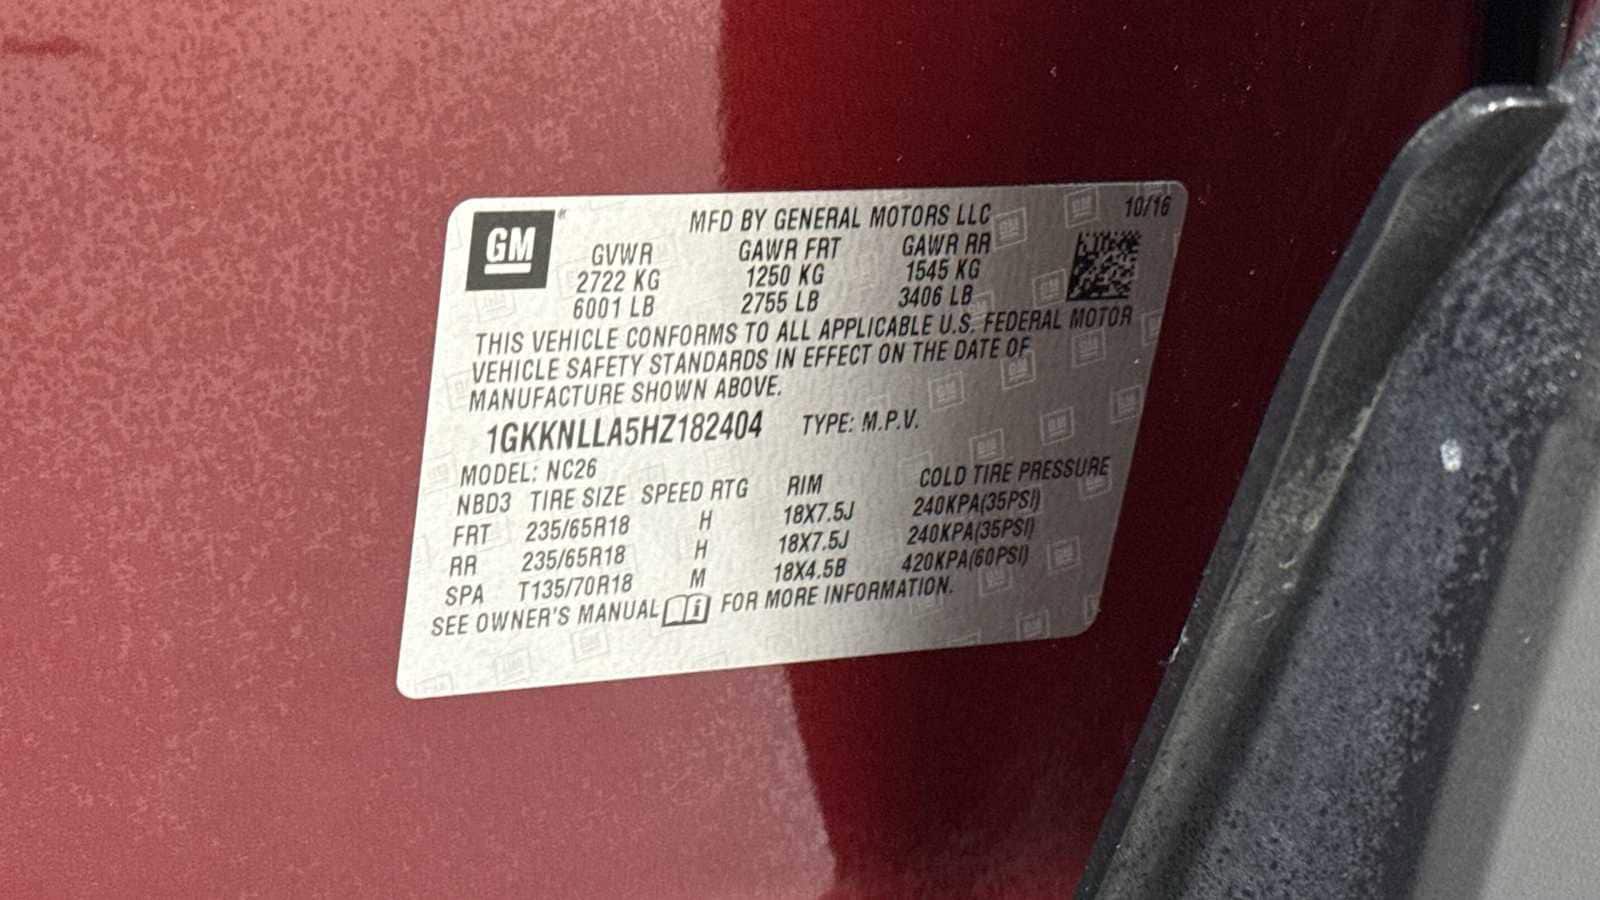 GM
MFD BY GENERAL MOTORS LLC 10/16
GVWR GAWR FRT GAWR RR
2722 KG 1250 KG 1545 KG
6001 LB 2755 LB 3406 LB
THIS VEHICLE CONFORMS TO ALL APPLICABLE U.S. FEDERAL MOTOR
VEHICLE SAFETY STANDARDS IN EFFECT ON THE DATE OF
MANUFACTURE SHOWN ABOVE.
1GKKNLLA5HZ182404 TYPE: M.P.V.
MODEL: NC26
NBD3 TIRE SIZE SPEED RTG RIM COLD TIRE PRESSURE
FRT 235/65R18 H 18X7.5J 240KPA(35PSI)
RR 235/65R18 H 18X7.5J 240KPA(35PSI)
SPA T135/70R18 M 18X4.5B 420KPA(60PSI)
SEE OWNER'S MANUAL i FOR MORE INFORMATION.